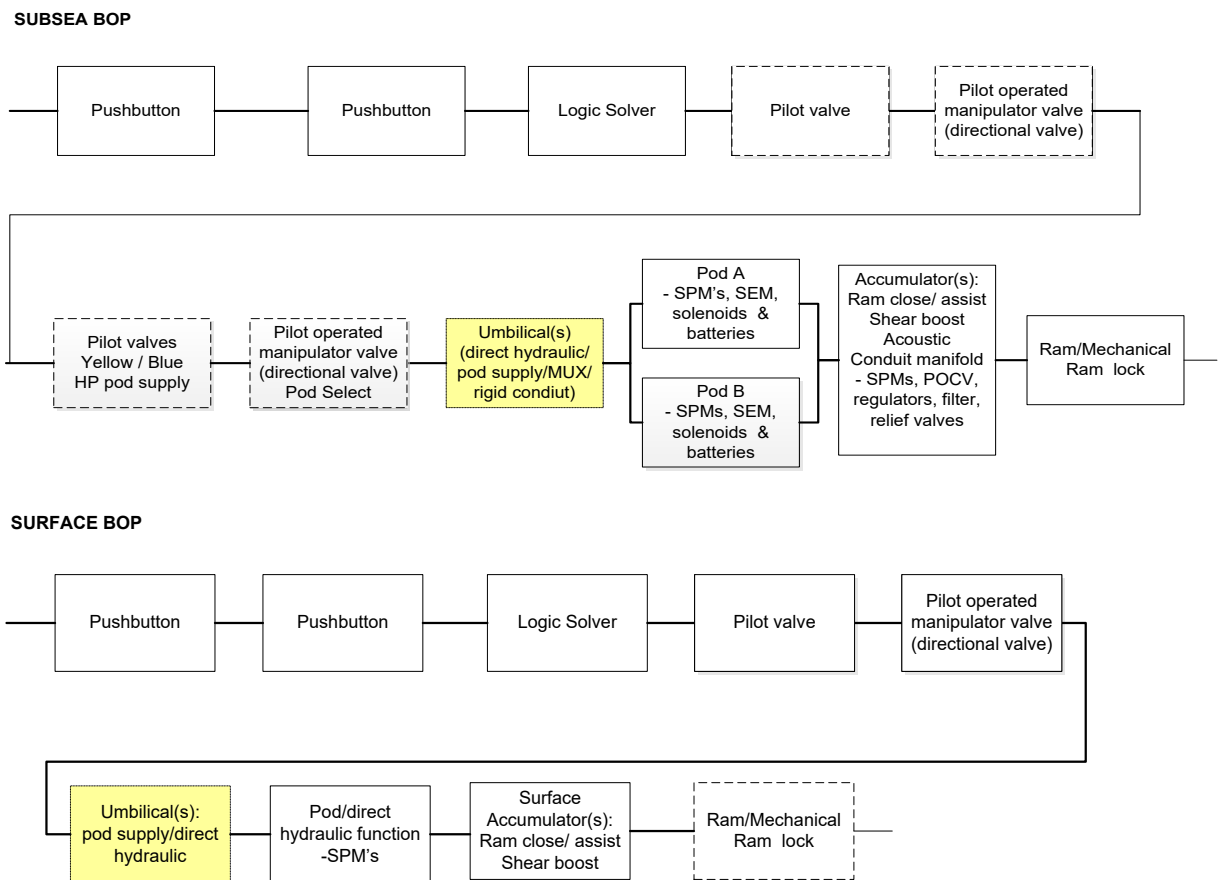 SUBSEA BOP
Pushbutton
Pushbutton
Logic Solver
Pilot valve
Pilot operated
manipulator valve
(directional valve)
Pilot valves
Yellow / Blue
HP pod supply
Pilot operated
manipulator valve
(directional valve)
Pod Select
Umbilical(s)
(direct hydraulic/
pod supply/MUX/
rigid condiut)
Pod A
- SPM's, SEM,
solenoids &
batteries
Pod B
- SPMs, SEM,
solenoids &
batteries
Accumulator(s):
Ram close/ assist
Shear boost
Acoustic
Conduit manifold
- SPMs, POCV,
regulators, filter,
relief valves
Ram/Mechanical
Ram lock
SURFACE BOP
Pushbutton
Pushbutton
Logic Solver
Pilot valve
Pilot operated
manipulator valve
(directional valve)
Umbilical(s):
pod supply/direct
hydraulic
Pod/direct
hydraulic function
-SPM's
Surface
Accumulator(s):
Ram close/ assist
Shear boost
Ram/Mechanical
Ram lock